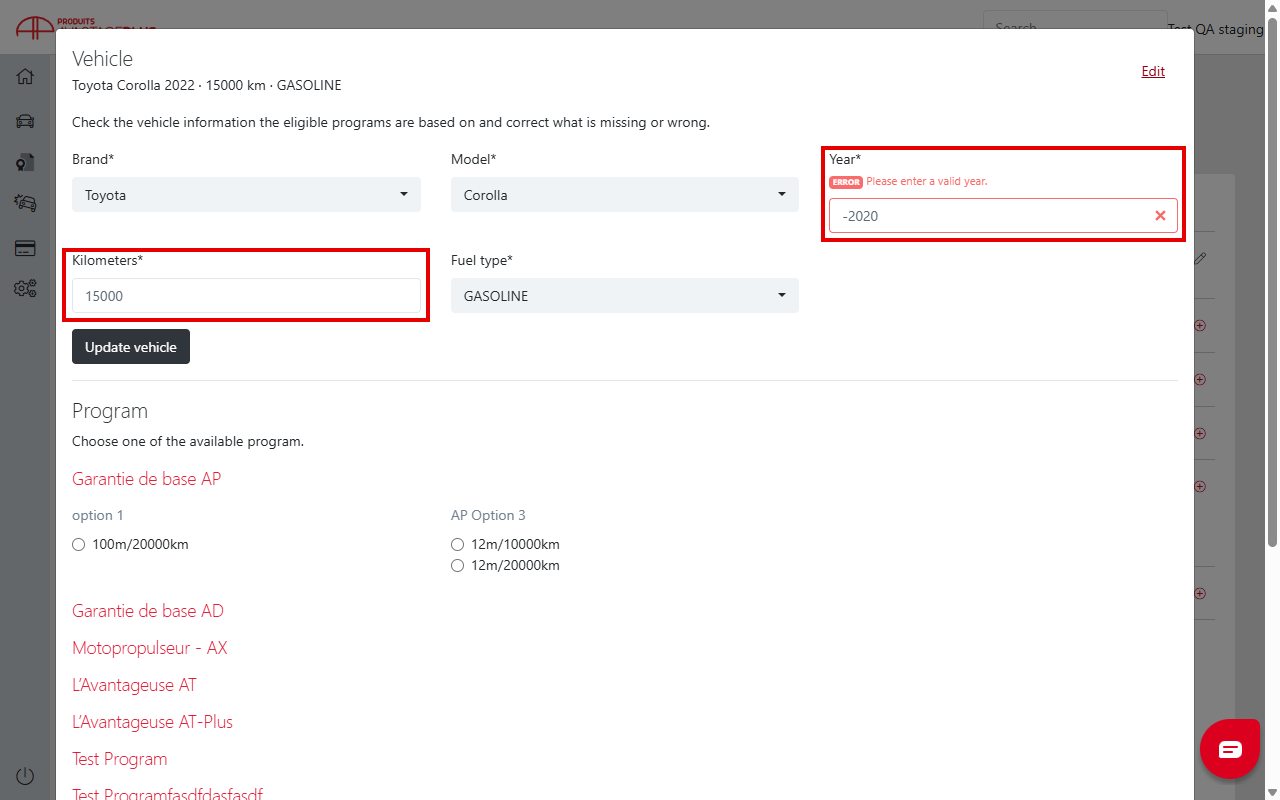 PRODUITS
Search
Test QA staging
Vehicle
Toyota Corolla 2022 · 15000 km · GASOLINE
Edit
Check the vehicle information the eligible programs are based on and correct what is missing or wrong.
Brand*
Model*
Year*
ERROR Please enter a valid year.
Toyota
Corolla
-2020
Kilometers*
Fuel type*
15000
GASOLINE
Update vehicle
Program
Choose one of the available program.
Garantie de base AP
option 1
AP Option 3
100m/20000km
12m/10000km
12m/20000km
Garantie de base AD
Motopropulseur - AX
L'Avantageuse AT
L'Avantageuse AT-Plus
Test Program
Test Programfasdfdasfasdf